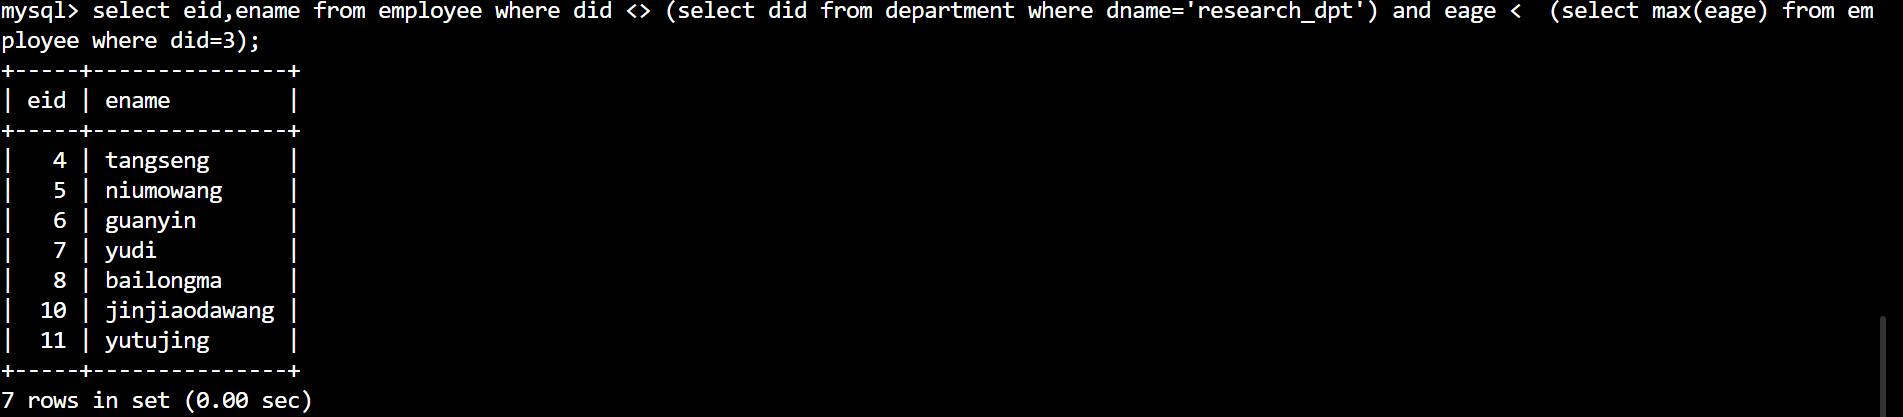 mysql> select eid,ename from employee where did <> (select did from department where dname='research_dpt') and eage <  (select max(eage) from em
ployee where did=3);
+-----+---------------+
| eid | ename         |
+-----+---------------+
|   4 | tangseng      |
|   5 | niumowang     |
|   6 | guanyin       |
|   7 | yudi          |
|   8 | bailongma     |
|  10 | jinjiaodawang |
|  11 | yutujing      |
+-----+---------------+
7 rows in set (0.00 sec)